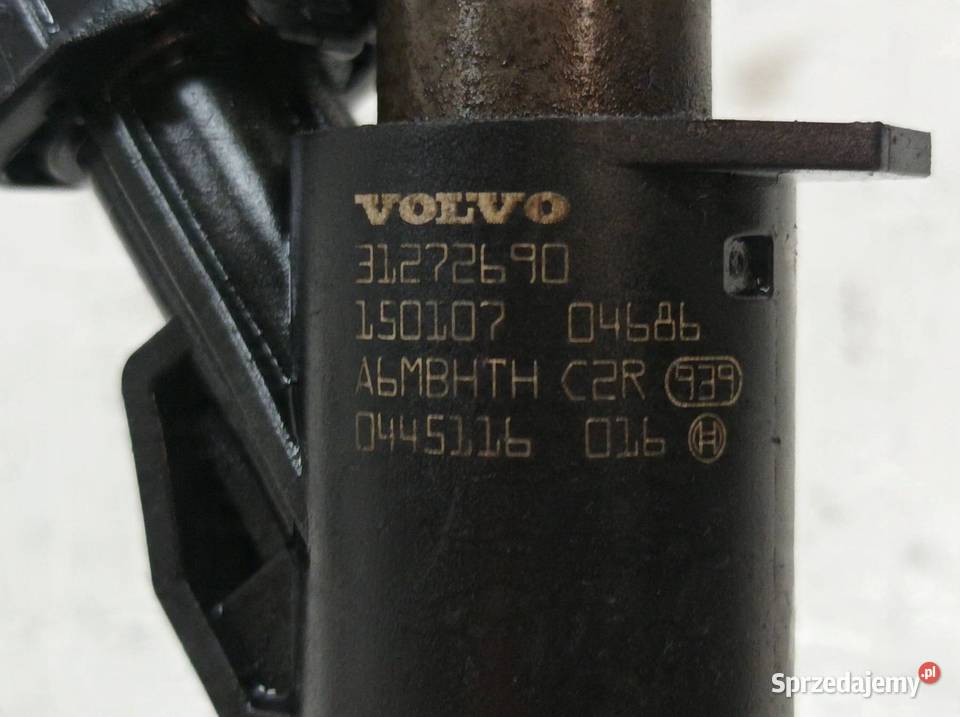 VOLVO
31272690
150107 04686
A6MBHTH C2R 939
0445116 016 H
Sprzedajemy.pl